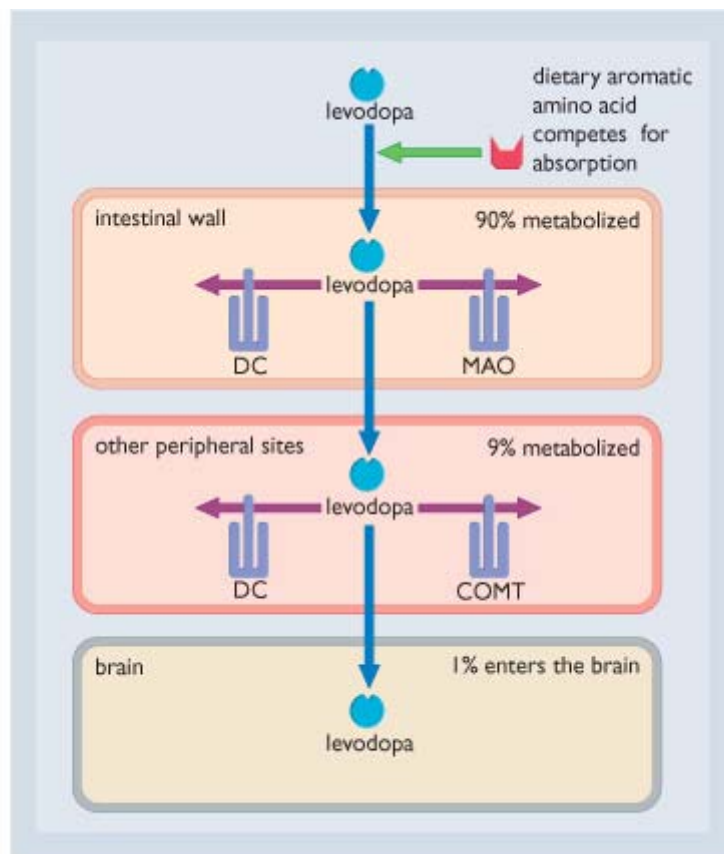 levodopa
dietary aromatic
amino acid
competes for
absorption
intestinal wall
90% metabolized
levodopa
DC
MAO
other peripheral sites
9% metabolized
levodopa
DC
COMT
brain
1% enters the brain
levodopa